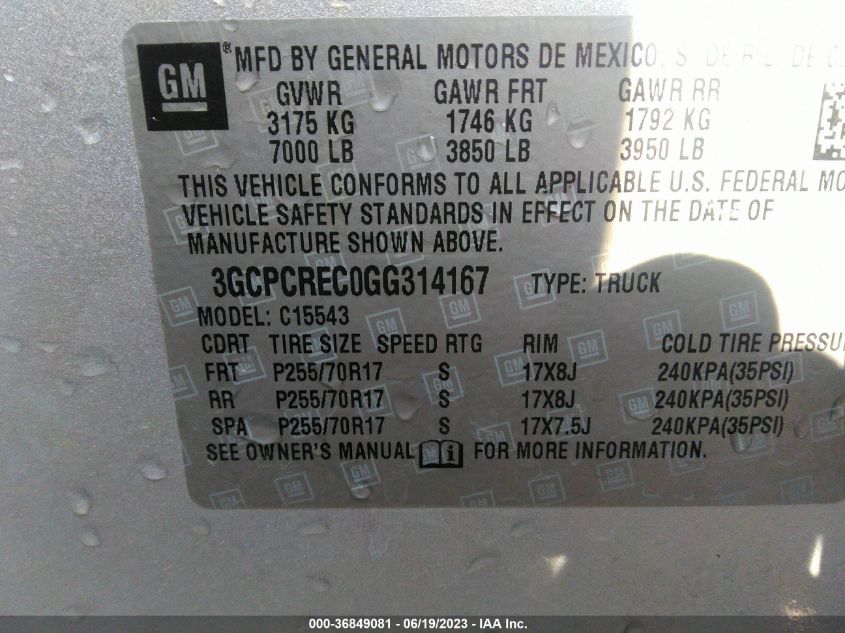 GM ® MFD BY GENERAL MOTORS DE MEXICO, S. DE R.L. DE C.
GVWR GAWR FRT GAWR RR
3175 KG 1746 KG 1792 KG
7000 LB 3850 LB 3950 LB
THIS VEHICLE CONFORMS TO ALL APPLICABLE U.S. FEDERAL MO
VEHICLE SAFETY STANDARDS IN EFFECT ON THE DATE OF
MANUFACTURE SHOWN ABOVE.
3GCPCREC0GG314167 TYPE: TRUCK
MODEL: C15543
CDRT TIRE SIZE SPEED RTG RIM COLD TIRE PRESSU
FRT P255/70R17 S 17X8J 240KPA(35PSI)
RR P255/70R17 S 17X8J 240KPA(35PSI)
SPA P255/70R17 S 17X7.5J 240KPA(35PSI)
SEE OWNER'S MANUAL i FOR MORE INFORMATION.
000-36849081 - 06/19/2023 - IAA Inc.